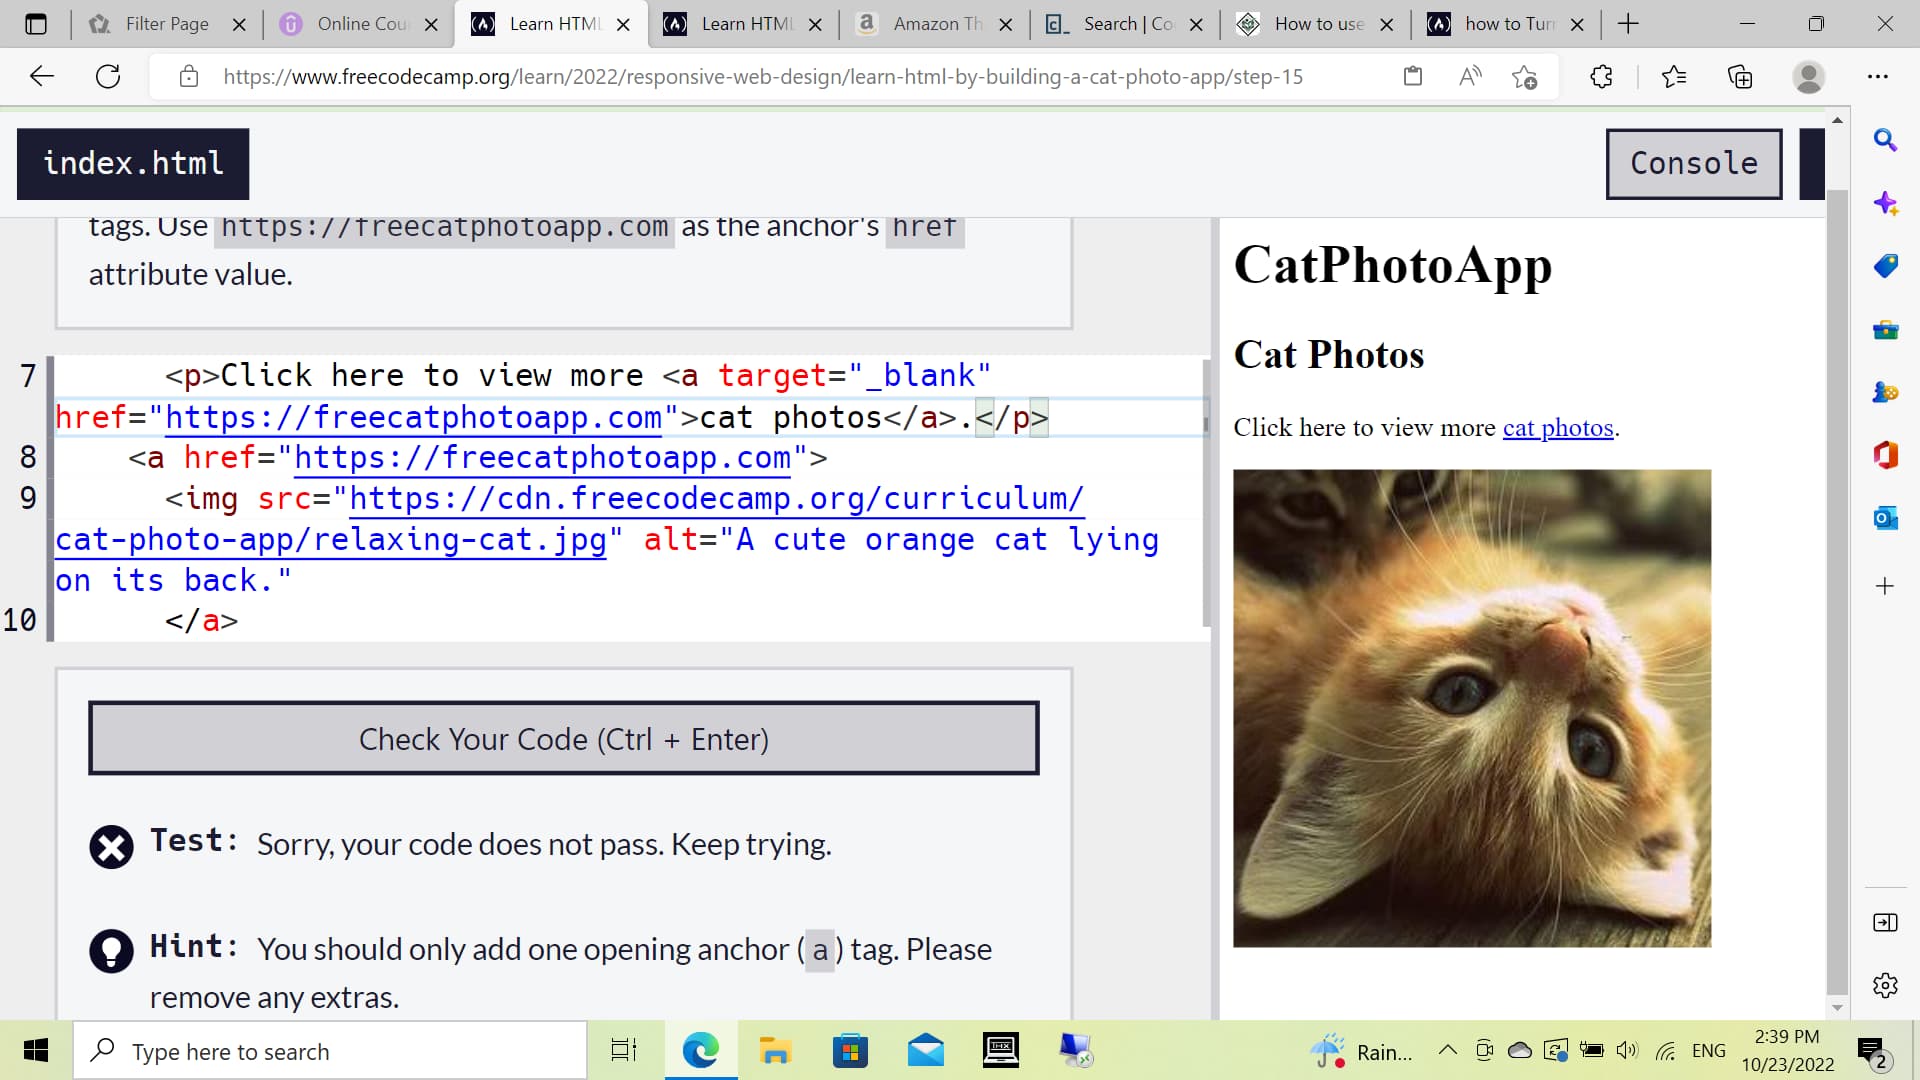 Filter Page
Online Cou
Learn HTML
Learn HTML
Amazon Th
Search | Co
How to use
how to Turn
https://www.freecodecamp.org/learn/2022/responsive-web-design/learn-html-by-building-a-cat-photo-app/step-15
index.html
Console
tags. Use https://freecatphotoapp.com as the anchor's href
attribute value.
7 <p>Click here to view more <a target="_blank"
href="https://freecatphotoapp.com">cat photos</a>.</p>
8 <a href="https://freecatphotoapp.com">
9 <img src="https://cdn.freecodecamp.org/curriculum/
cat-photo-app/relaxing-cat.jpg" alt="A cute orange cat lying
on its back."
10 </a>
Check Your Code (Ctrl + Enter)
Test: Sorry, your code does not pass. Keep trying.
Hint: You should only add one opening anchor (a) tag. Please
remove any extras.
CatPhotoApp
Cat Photos
Click here to view more cat photos.
Type here to search
Rain...
ENG
2:39 PM
10/23/2022
2